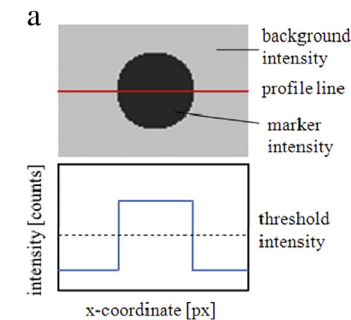 a
background
intensity
profile line
marker
intensity
intensity [counts]
threshold
intensity
x-coordinate [px]